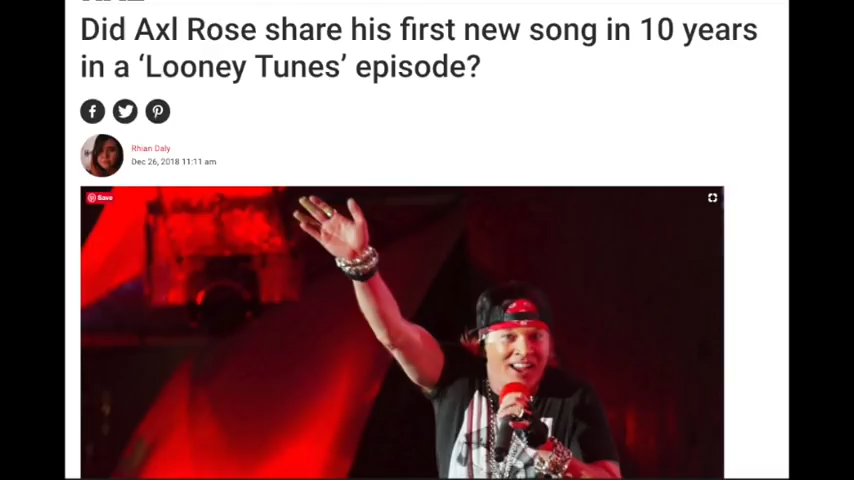 Did Axl Rose share his first new song in 10 years
in a ‘Looney Tunes’ episode?
Rhian Daly
Dec 26, 2018 11:11 am
Save